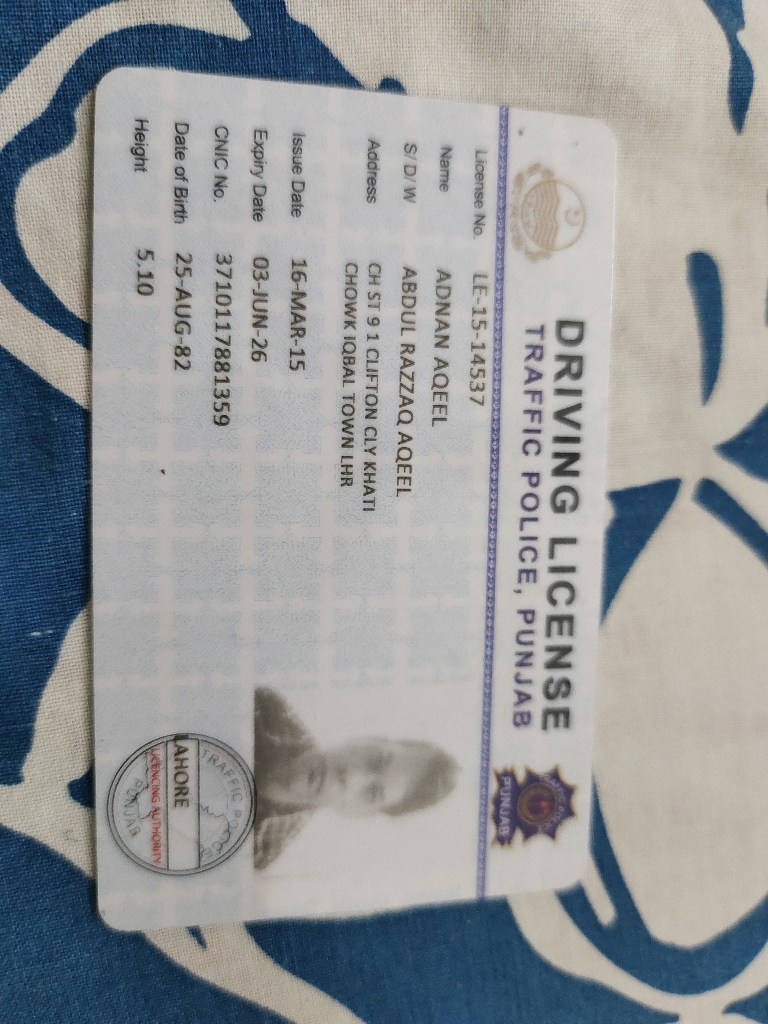 DRIVING LICENSE
TRAFFIC POLICE, PUNJAB
PUNJAB
License No. LE-15-14537
Name ADNAN AQEEL
S/ D/ W ABDUL RAZZAQ AQEEL
Address CH ST 9 1 CLIFTON CLY KHATI
CHOWK IQBAL TOWN LHR
Issue Date 16-MAR-15
Expiry Date 03-JUN-26
CNIC No. 3710117881359
Date of Birth 25-AUG-82
Height 5.10
TRAFFIC
AHORE
LICENCING AUTHORITY
PUNJAB